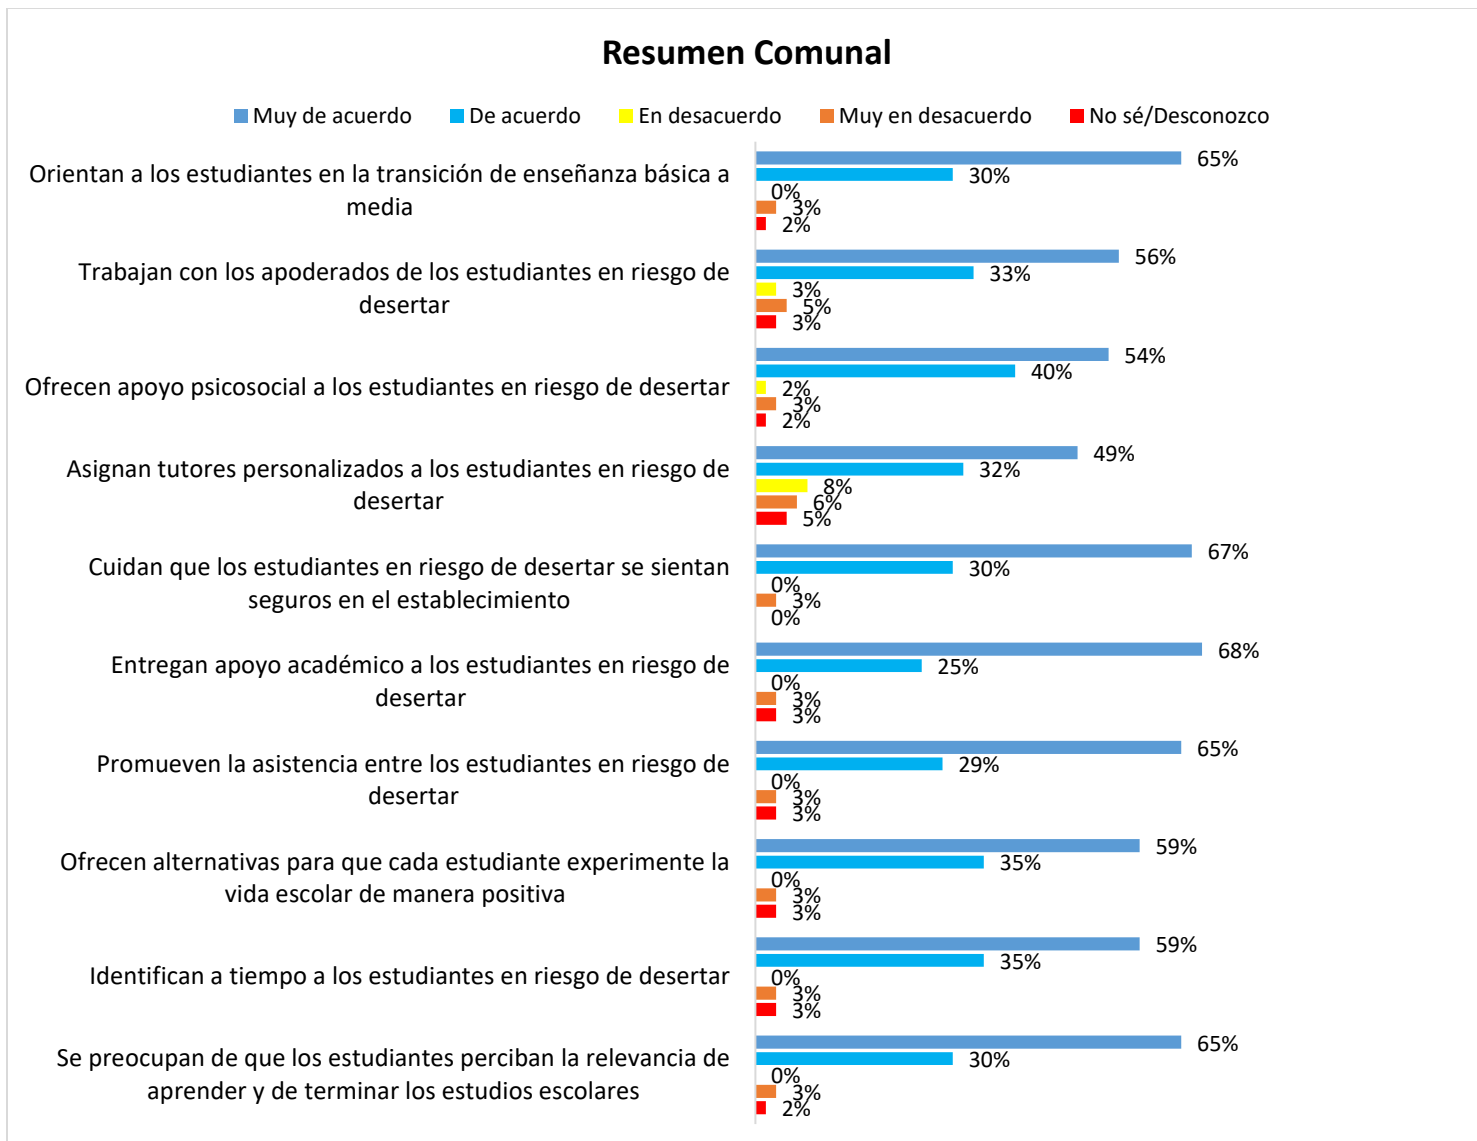 Resumen Comunal
Muy de acuerdo De acuerdo En desacuerdo Muy en desacuerdo No sé/Desconozco
Orientan a los estudiantes en la transición de enseñanza básica a
media
65%
30%
0%
3%
2%
Trabajan con los apoderados de los estudiantes en riesgo de
desertar
56%
33%
3%
5%
3%
Ofrecen apoyo psicosocial a los estudiantes en riesgo de desertar
54%
40%
2%
3%
2%
Asignan tutores personalizados a los estudiantes en riesgo de
desertar
49%
32%
8%
6%
5%
Cuidan que los estudiantes en riesgo de desertar se sientan
seguros en el establecimiento
67%
30%
0%
3%
0%
Entregan apoyo académico a los estudiantes en riesgo de
desertar
68%
25%
0%
3%
3%
Promueven la asistencia entre los estudiantes en riesgo de
desertar
65%
29%
0%
3%
3%
Ofrecen alternativas para que cada estudiante experimente la
vida escolar de manera positiva
59%
35%
0%
3%
3%
Identifican a tiempo a los estudiantes en riesgo de desertar
59%
35%
0%
3%
3%
Se preocupan de que los estudiantes perciban la relevancia de
aprender y de terminar los estudios escolares
65%
30%
0%
3%
2%